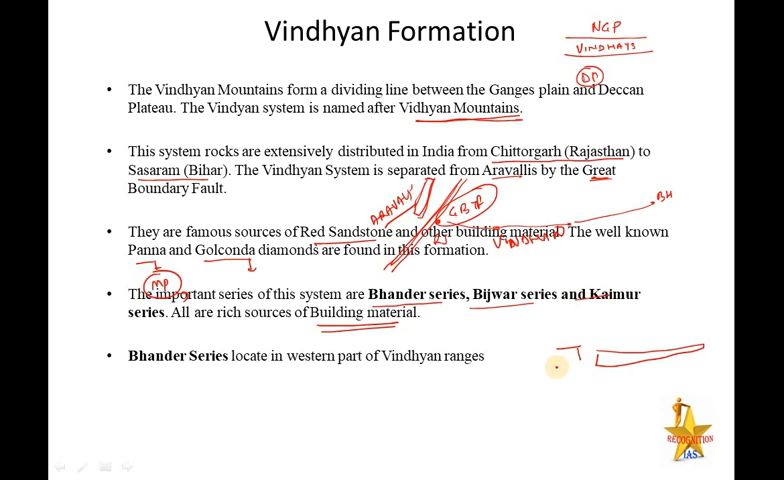 Vindhyan Formation
NGP
VINDHAYS
DP
• The Vindhyan Mountains form a dividing line between the Ganges plain and Deccan
Plateau. The Vindyan system is named after Vidhyan Mountains.
• This system rocks are extensively distributed in India from Chittorgarh (Rajasthan) to
Sasaram (Bihar). The Vindhyan System is separated from Aravallis by the Great
Boundary Fault.
ARAVALI
GBF
BH
• They are famous sources of Red Sandstone and other building material. The well known
Panna and Golconda diamonds are found in this formation.
MP
• The important series of this system are Bhander series, Bijwar series and Kaimur
series. All are rich sources of Building material.
• Bhander Series locate in western part of Vindhyan ranges
RECOGNITION
IAS